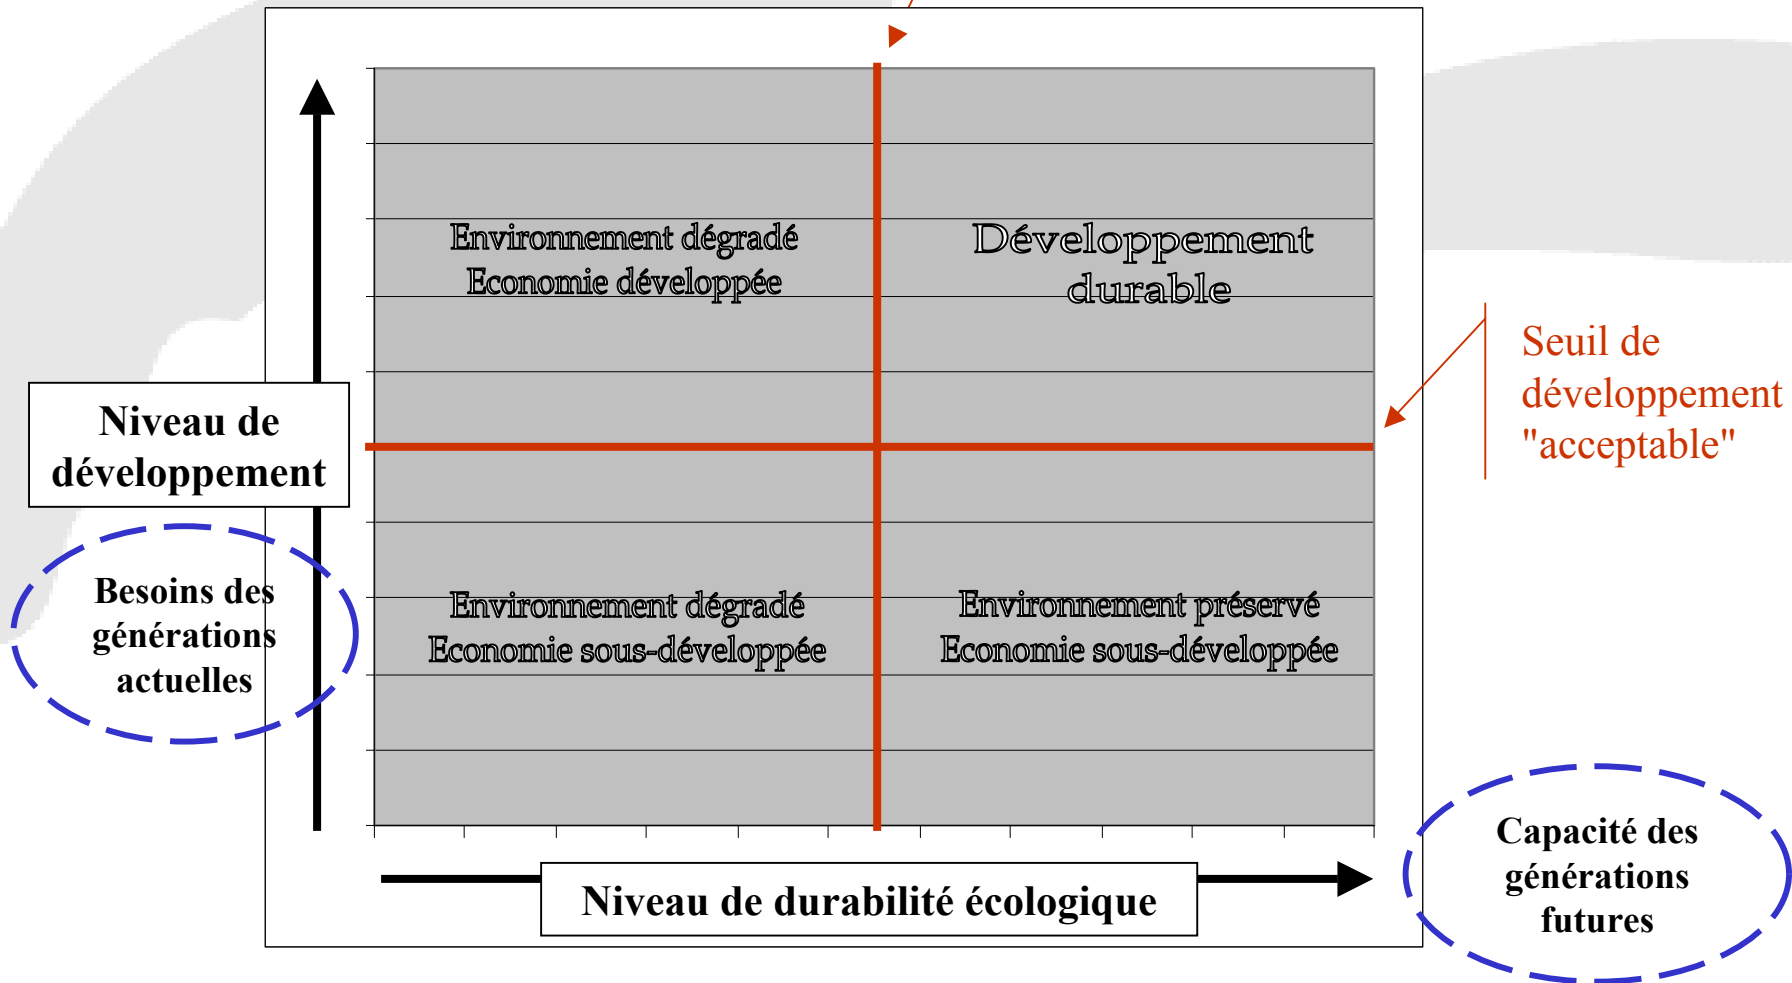 Environnement dégradé
Economie développée
Développement
durable
Seuil de
développement
"acceptable"
Niveau de
développement
Besoins des
générations
actuelles
Environnement dégradé
Economie sous-développée
Environnement préservé
Economie sous-développée
Niveau de durabilité écologique
Capacité des
générations
futures